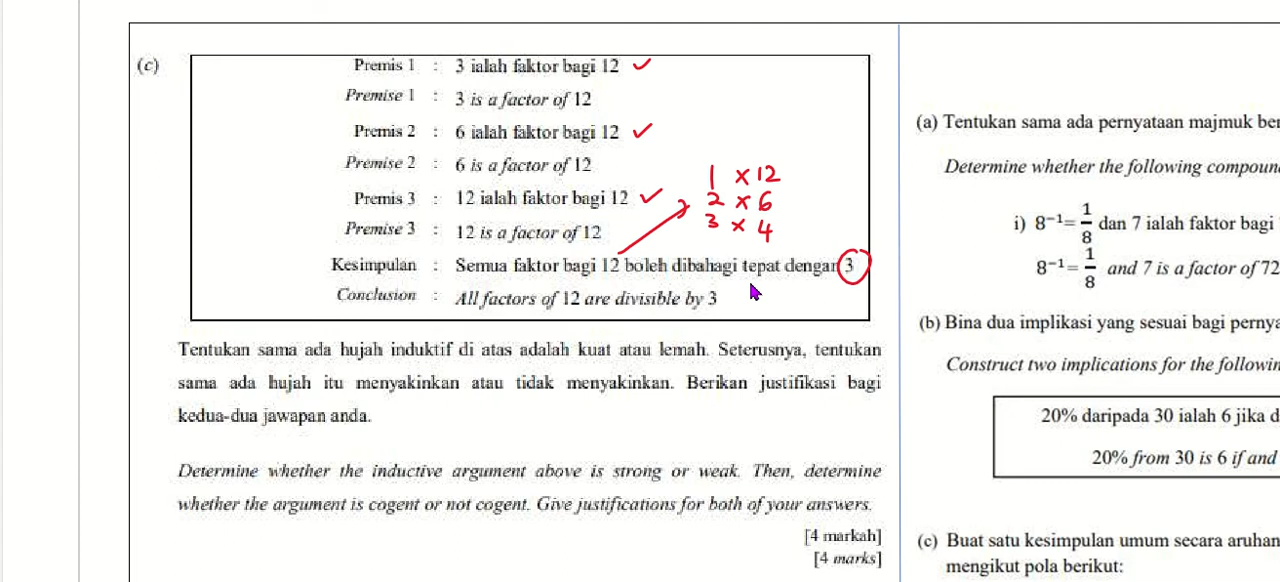 (c)
Premis 1 : 3 ialah faktor bagi 12 ✓
Premise 1 : 3 is a factor of 12
Premis 2 : 6 ialah faktor bagi 12 ✓
Premise 2 : 6 is a factor of 12
Premis 3 : 12 ialah faktor bagi 12 ✓
Premise 3 : 12 is a factor of 12
Kesimpulan : Semua faktor bagi 12 boleh dibahagi tepat dengan 3
Conclusion : All factors of 12 are divisible by 3
1 × 12
2 × 6
3 × 4
Tentukan sama ada hujah induktif di atas adalah kuat atau lemah. Seterusnya, tentukan
sama ada hujah itu menyakinkan atau tidak menyakinkan. Berikan justifikasi bagi
kedua-dua jawapan anda.
Determine whether the inductive argument above is strong or weak. Then, determine
whether the argument is cogent or not cogent. Give justifications for both of your answers.
[4 markah]
[4 marks]
(a) Tentukan sama ada pernyataan majmuk
Determine whether the following
i) 8⁻¹ = 1/8 dan 7 ialah faktor bagi
8⁻¹ = 1/8 and 7 is a factor of 72
(b) Bina dua implikasi yang sesuai bagi
Construct two implications for the
20% daripada 30 ialah 6 jika
20% from 30 is 6 if and
(c) Buat satu kesimpulan umum secara
mengikut pola berikut: